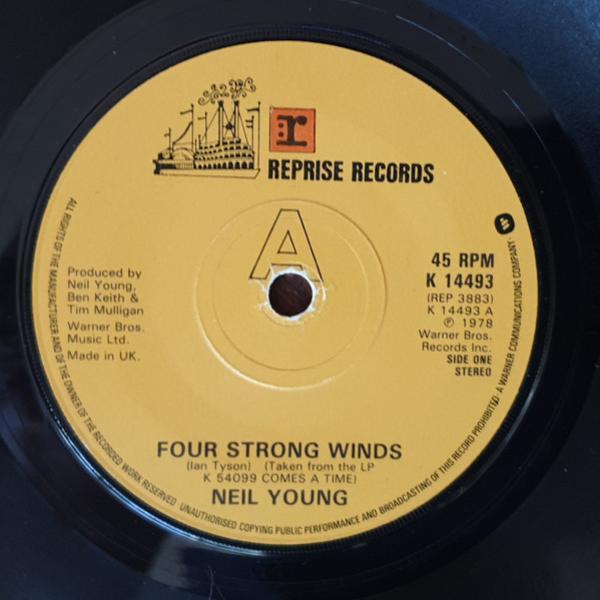 r
REPRISE RECORDS
A
Produced by
Neil Young,
Ben Keith &
Tim Mulligan
Warner Bros.
Music Ltd.
Made in UK.
45 RPM
K 14493
(REP 3883)
K 14493 A
℗ 1978
Warner Bros.
Records Inc.
SIDE ONE
STEREO
FOUR STRONG WINDS
(Ian Tyson) (Taken from the LP
K 54099 COMES A TIME)
NEIL YOUNG
ALL RIGHTS OF THE MANUFACTURER AND OF THE OWNER OF THE RECORDED WORK RESERVED UNAUTHORISED COPYING PUBLIC PERFORMANCE AND BROADCASTING OF THIS RECORD PROHIBITED · A WARNER COMMUNICATIONS COMPANY ·